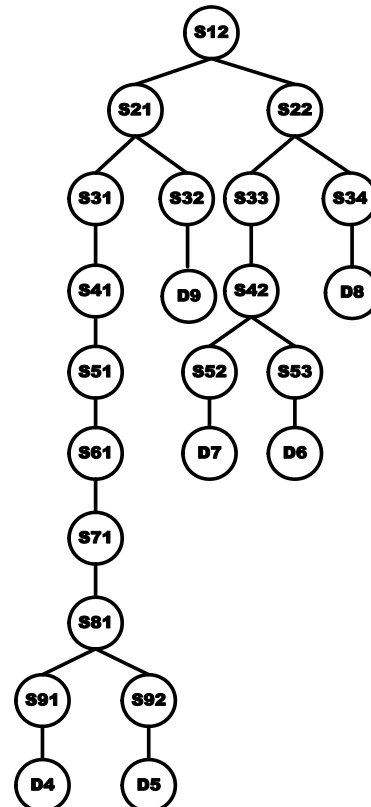 S12
S21 S22
S31 S32 S33 S34
S41 D9 S42 D8
S51 S52 S53
S61 D7 D6
S71
S81
S91 S92
D4 D5